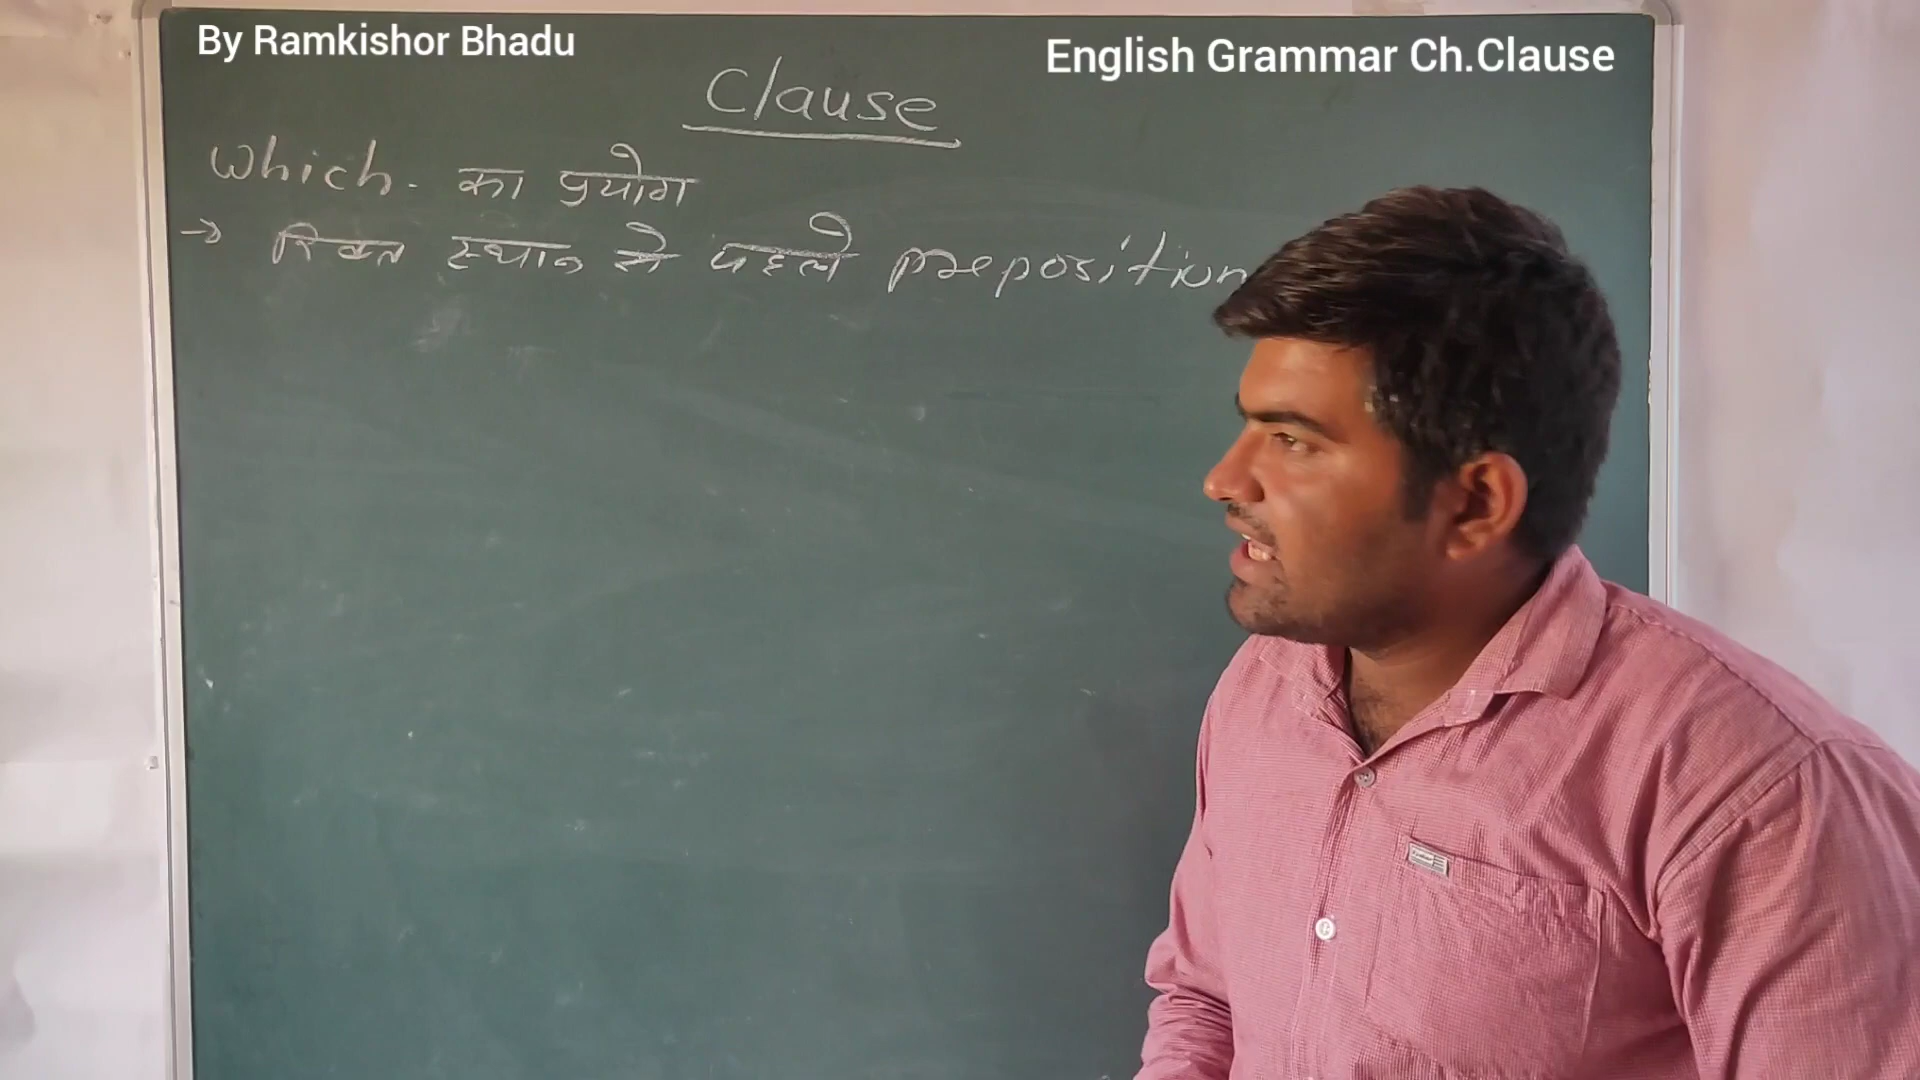 By Ramkishor Bhadu
English Grammar Ch.Clause
Clause
Which - का प्रयोग
→ रिक्त स्थान से पहले preposition